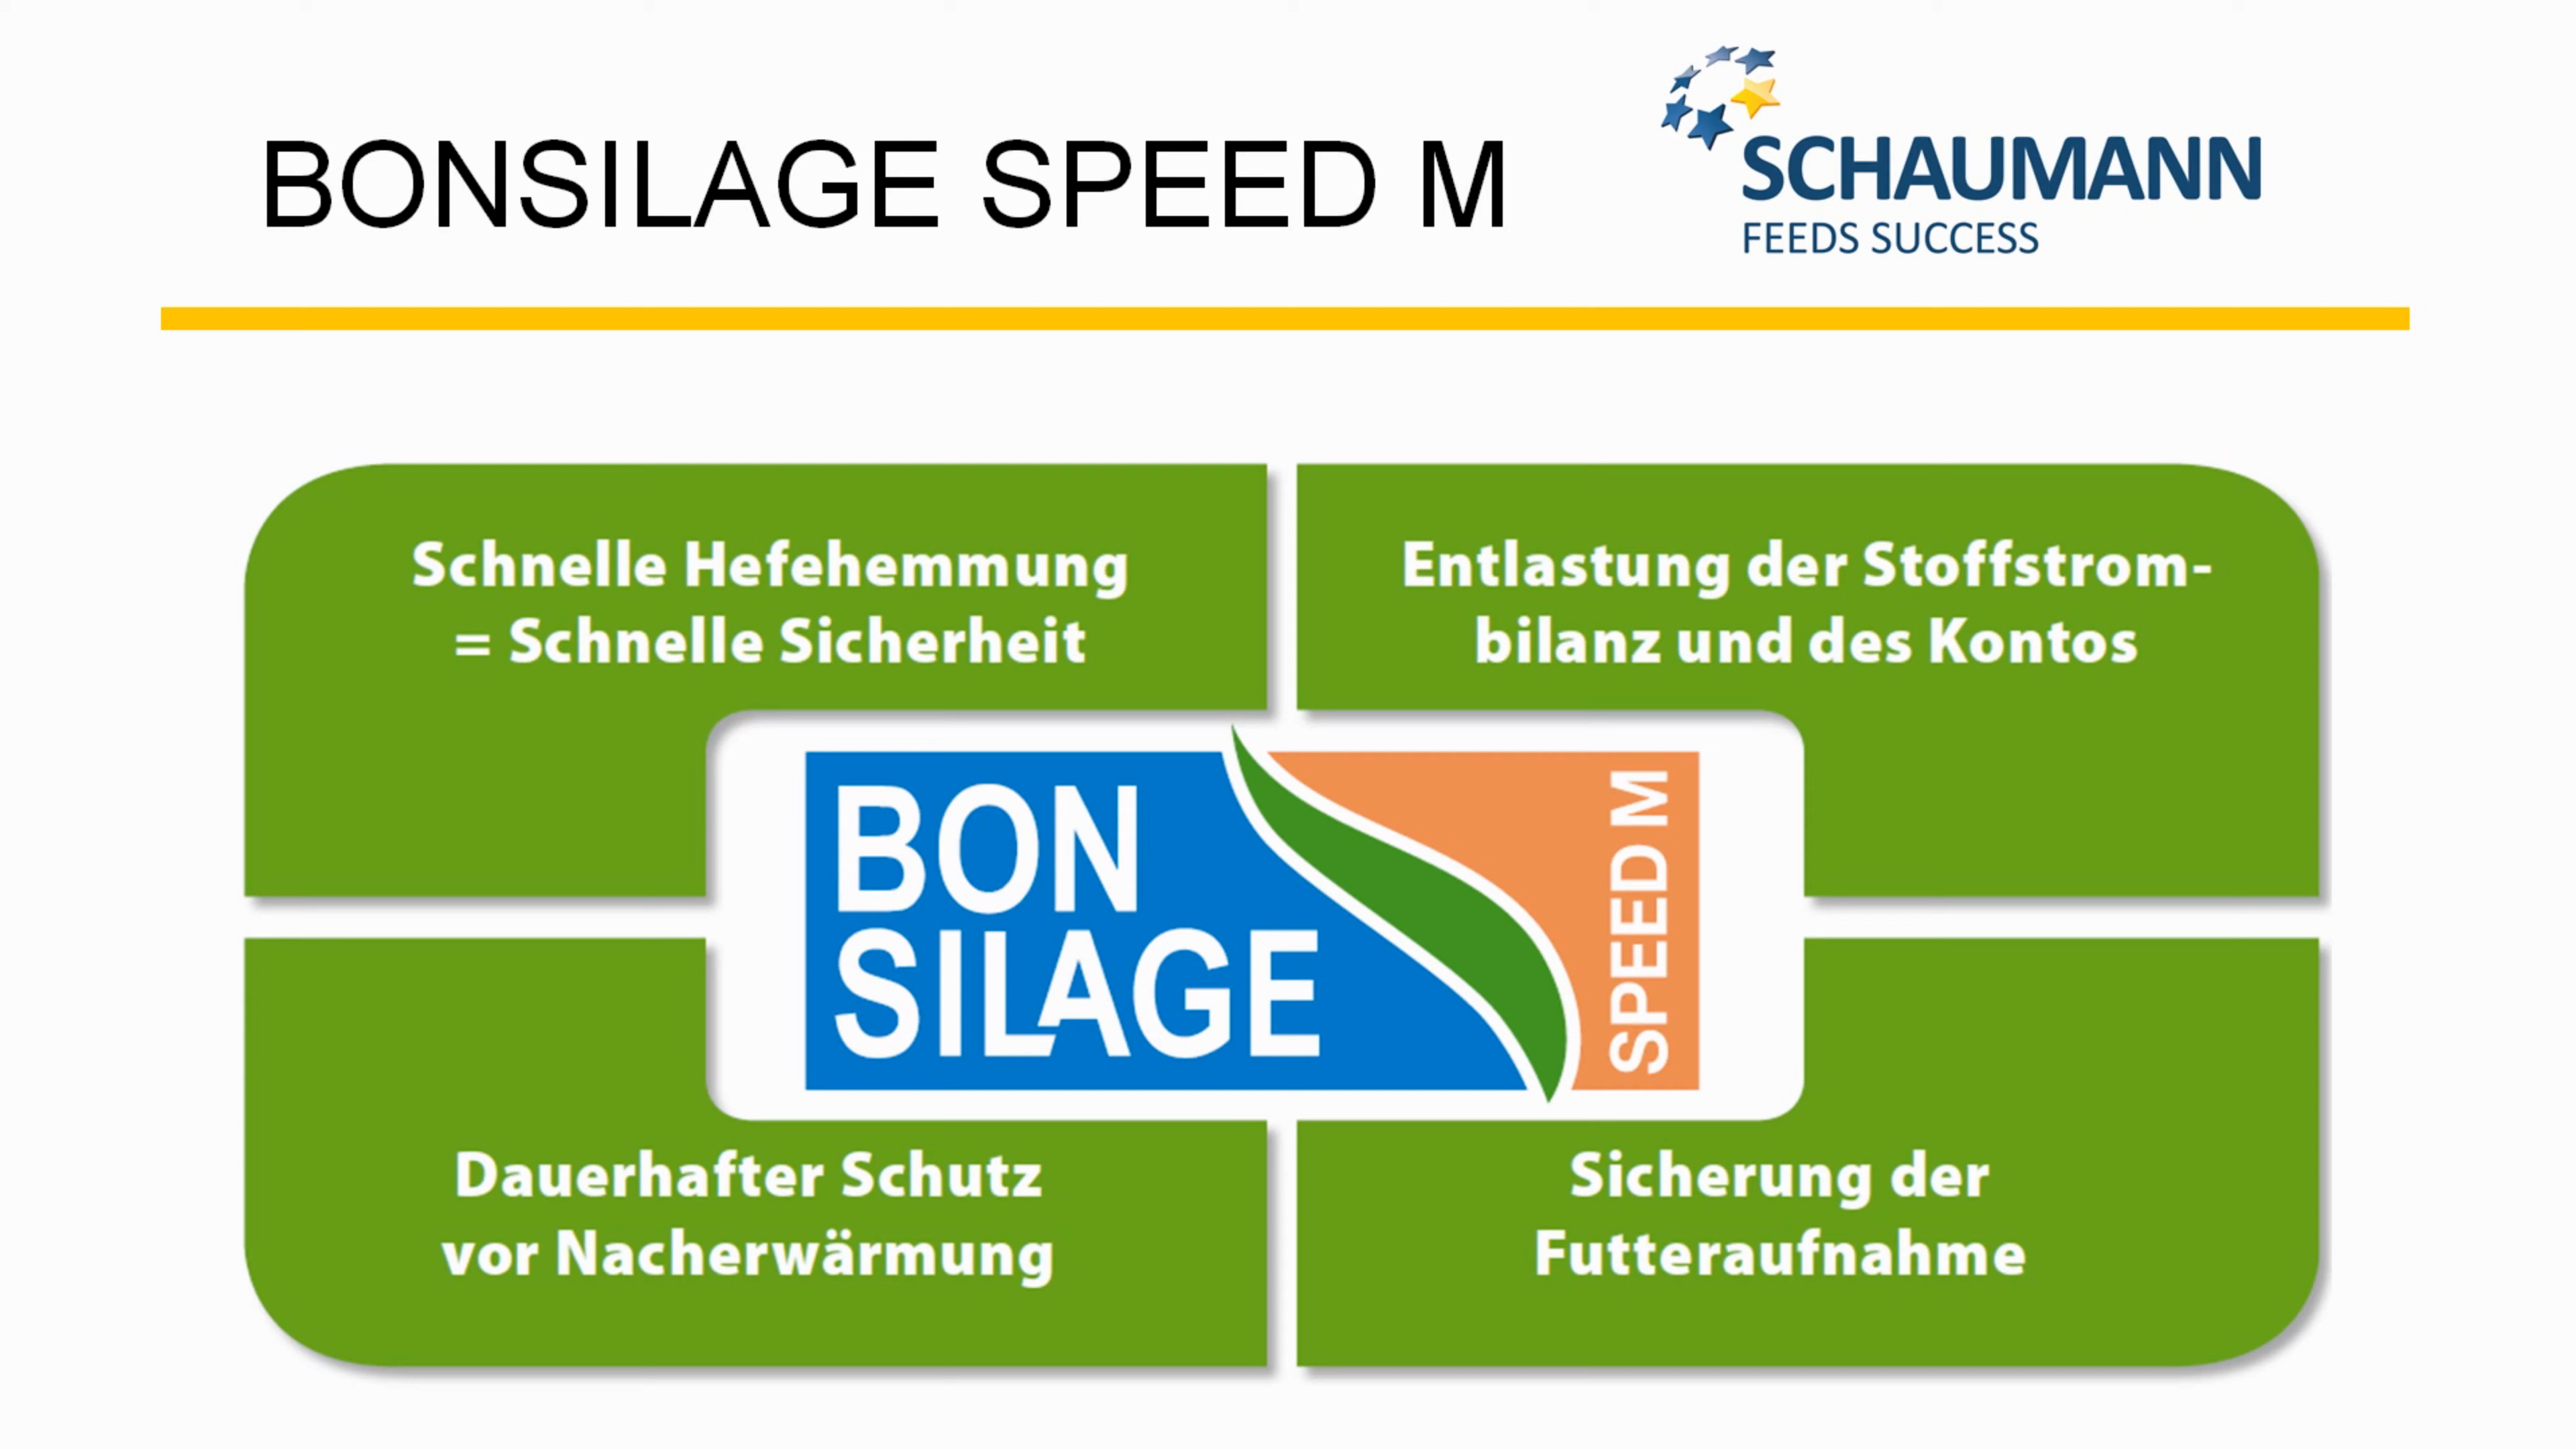 BONSILAGE SPEED M
SCHAUMANN
FEEDS SUCCESS
Schnelle Hefehemmung
= Schnelle Sicherheit
Entlastung der Stoffstrom-
bilanz und des Kontos
BON
SILAGE
SPEED M
Dauerhafter Schutz
vor Nacherwärmung
Sicherung der
Futteraufnahme